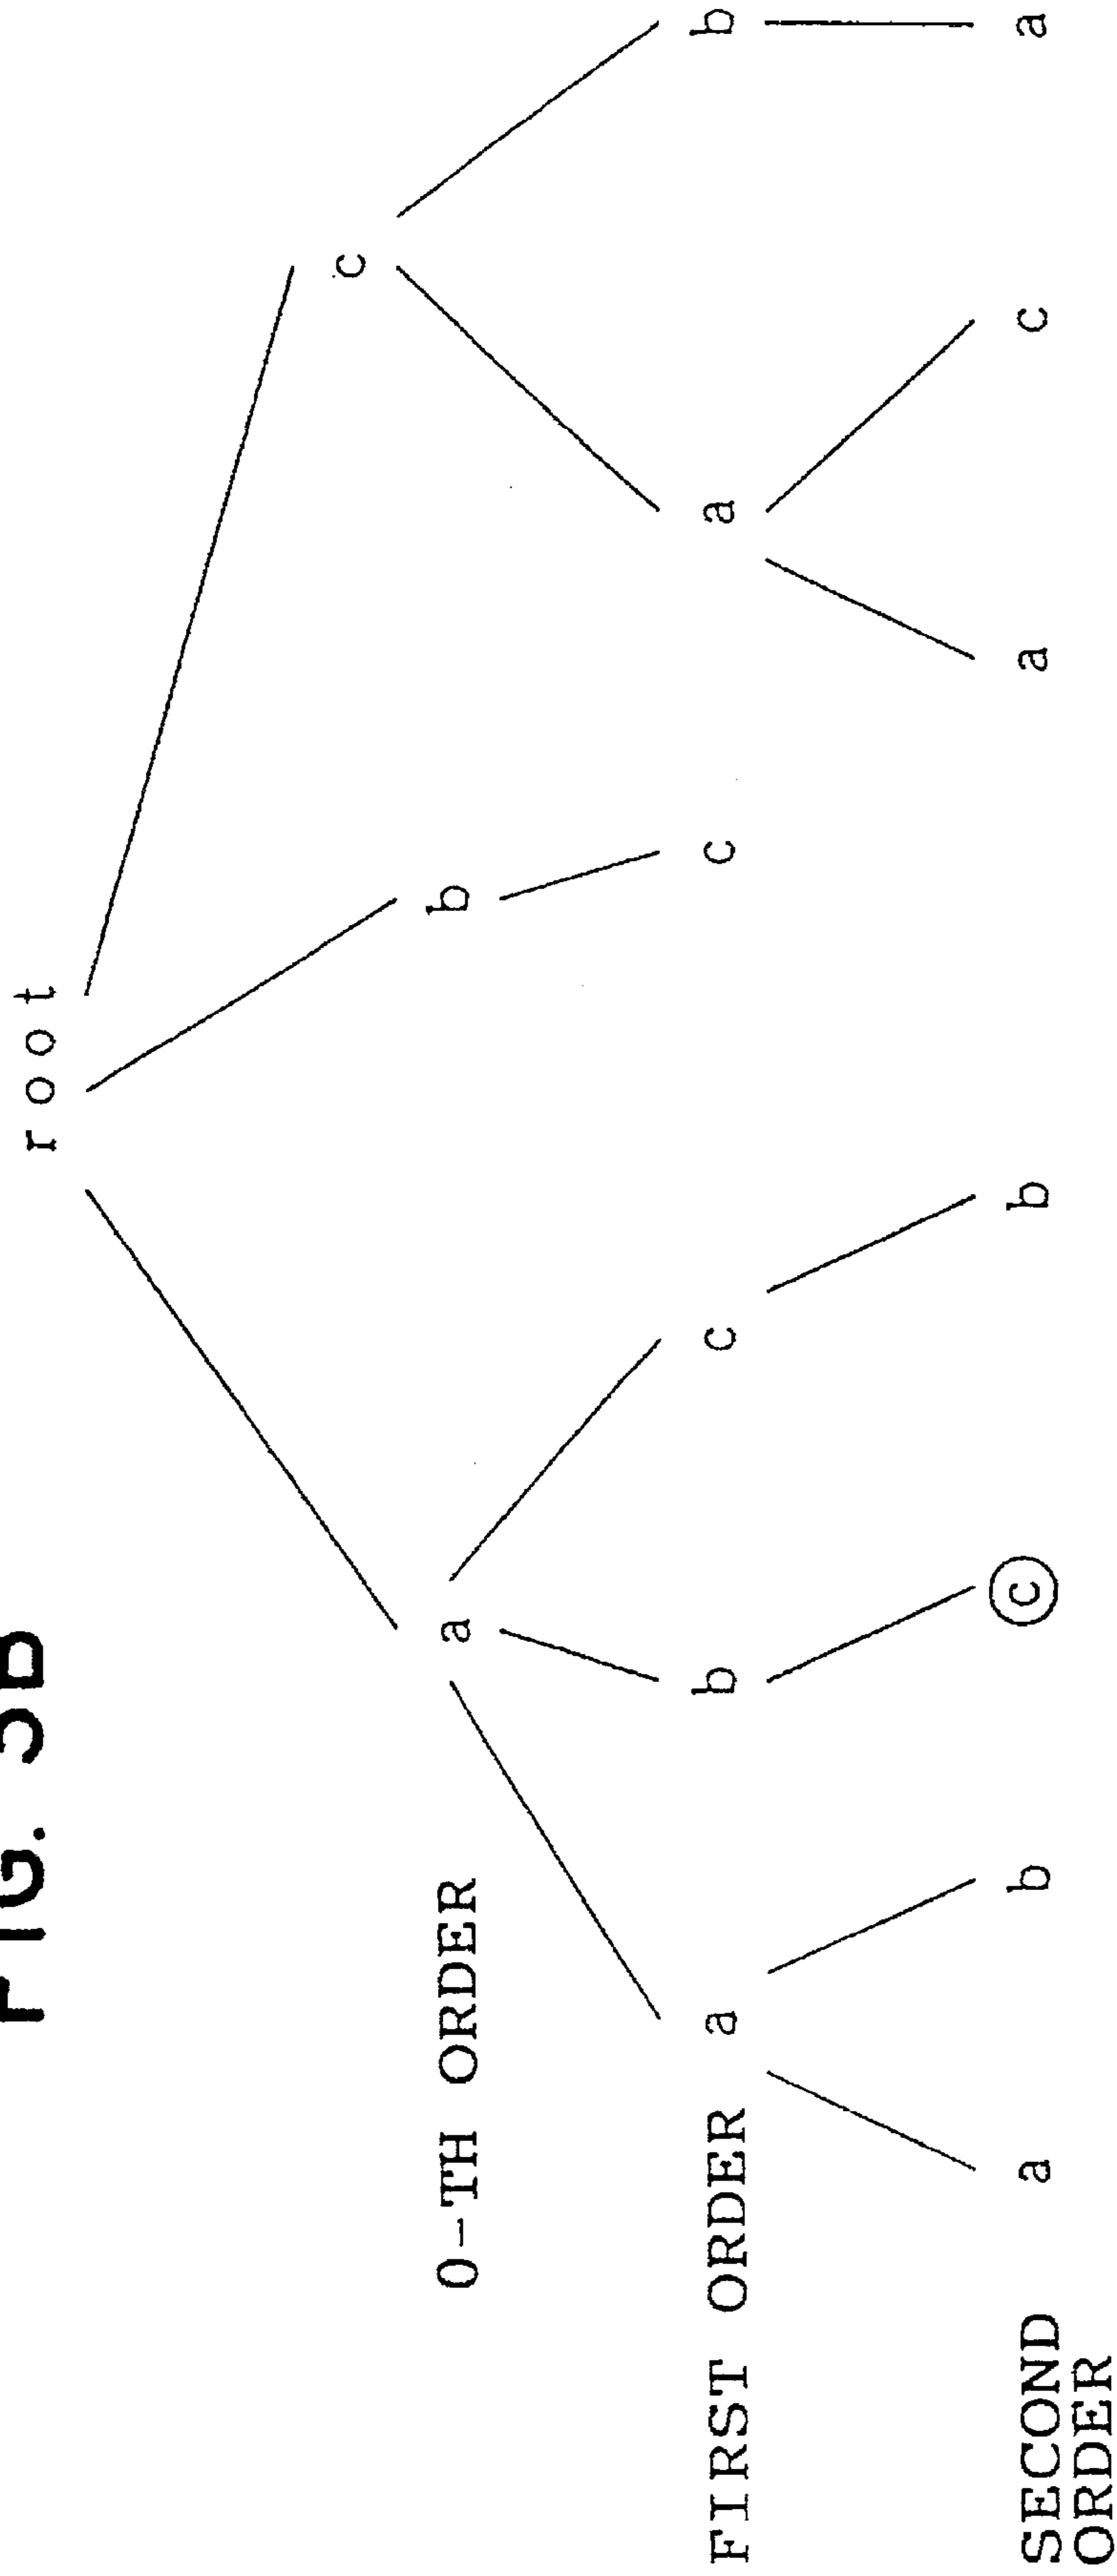 FIG. 5B
root
c
0-TH ORDER a b
FIRST ORDER a b c c a b
SECOND a b c b a c a
ORDER